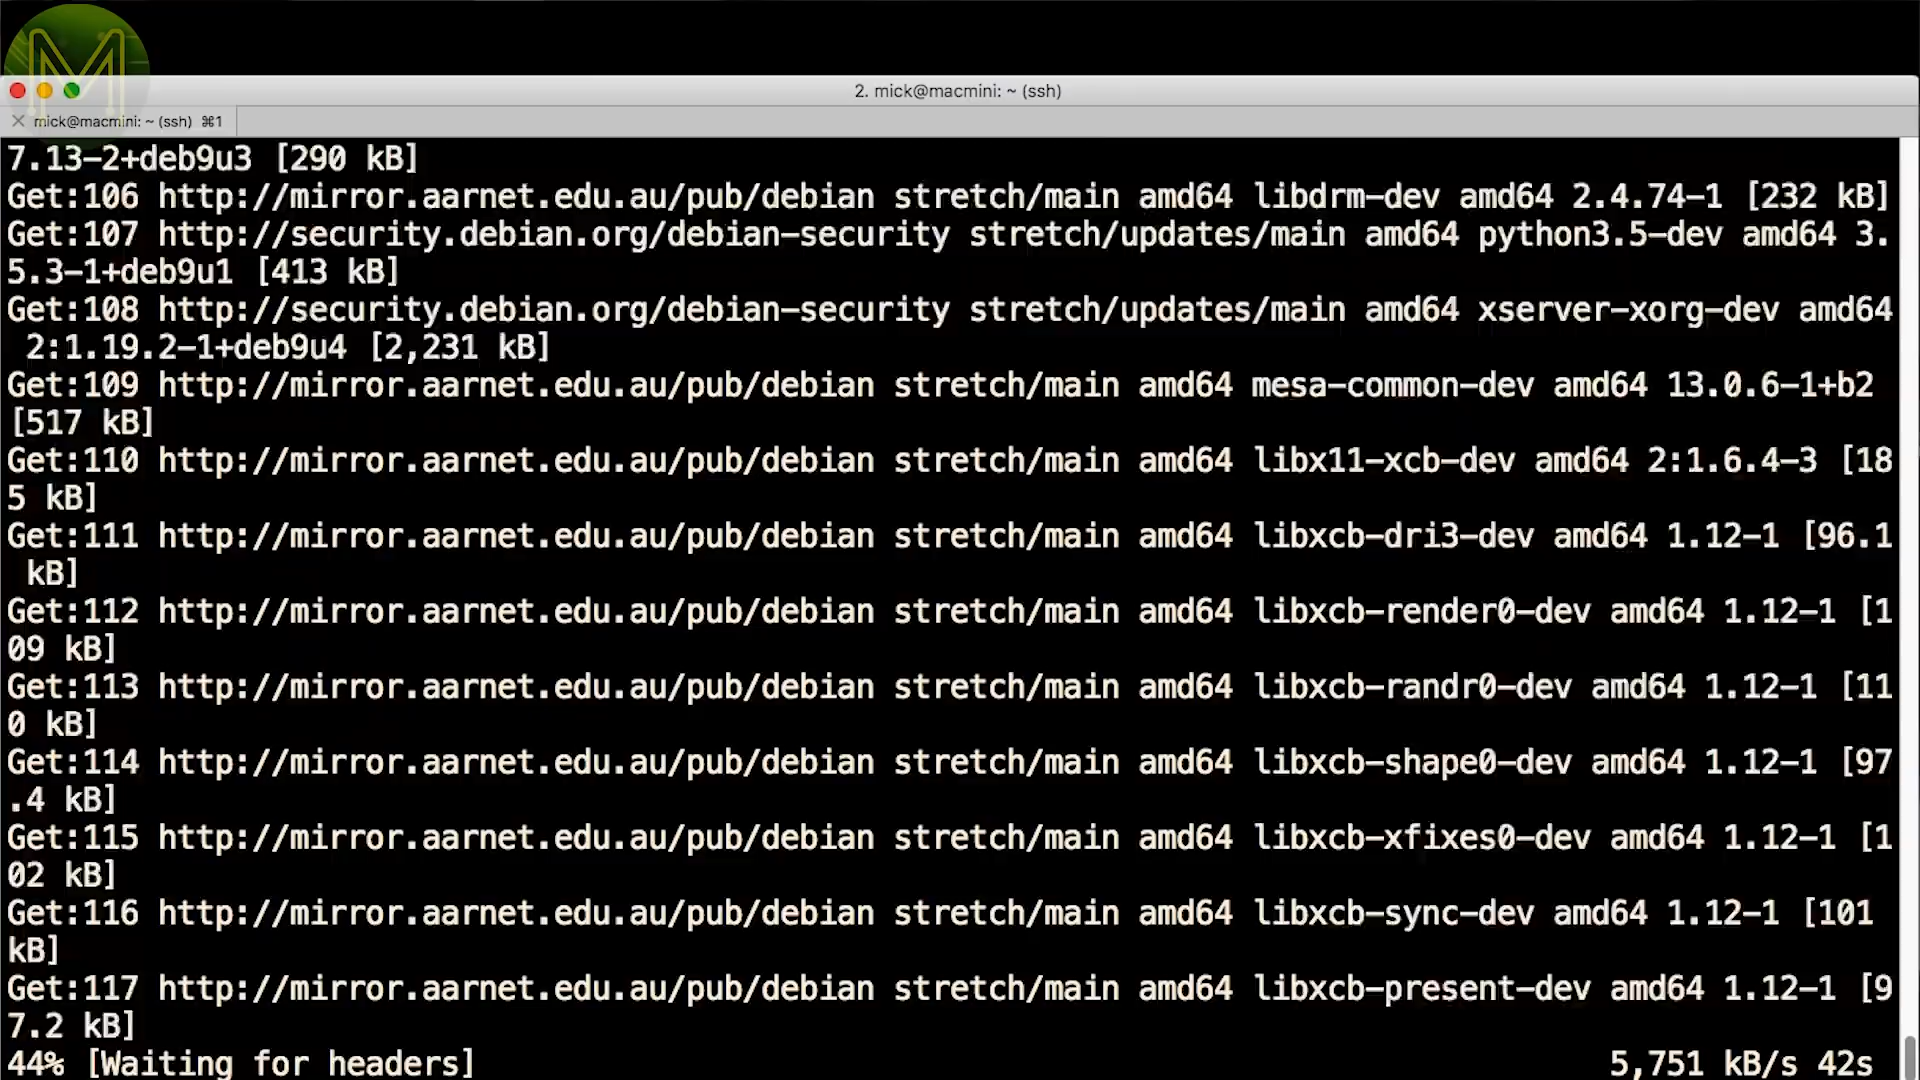 M
2. mick@macmini: ~ (ssh)
mick@macmini: ~ (ssh) ⌘1
7.13-2+deb9u3 [290 kB]
Get:106 http://mirror.aarnet.edu.au/pub/debian stretch/main amd64 libdrm-dev amd64 2.4.74-1 [232 kB]
Get:107 http://security.debian.org/debian-security stretch/updates/main amd64 python3.5-dev amd64 3.
5.3-1+deb9u1 [413 kB]
Get:108 http://security.debian.org/debian-security stretch/updates/main amd64 xserver-xorg-dev amd64
2:1.19.2-1+deb9u4 [2,231 kB]
Get:109 http://mirror.aarnet.edu.au/pub/debian stretch/main amd64 mesa-common-dev amd64 13.0.6-1+b2
[517 kB]
Get:110 http://mirror.aarnet.edu.au/pub/debian stretch/main amd64 libx11-xcb-dev amd64 2:1.6.4-3 [18
5 kB]
Get:111 http://mirror.aarnet.edu.au/pub/debian stretch/main amd64 libxcb-dri3-dev amd64 1.12-1 [96.1
kB]
Get:112 http://mirror.aarnet.edu.au/pub/debian stretch/main amd64 libxcb-render0-dev amd64 1.12-1 [1
09 kB]
Get:113 http://mirror.aarnet.edu.au/pub/debian stretch/main amd64 libxcb-randr0-dev amd64 1.12-1 [11
0 kB]
Get:114 http://mirror.aarnet.edu.au/pub/debian stretch/main amd64 libxcb-shape0-dev amd64 1.12-1 [97
.4 kB]
Get:115 http://mirror.aarnet.edu.au/pub/debian stretch/main amd64 libxcb-xfixes0-dev amd64 1.12-1 [1
02 kB]
Get:116 http://mirror.aarnet.edu.au/pub/debian stretch/main amd64 libxcb-sync-dev amd64 1.12-1 [101
kB]
Get:117 http://mirror.aarnet.edu.au/pub/debian stretch/main amd64 libxcb-present-dev amd64 1.12-1 [9
7.2 kB]
44% [Waiting for headers] 5,751 kB/s 42s